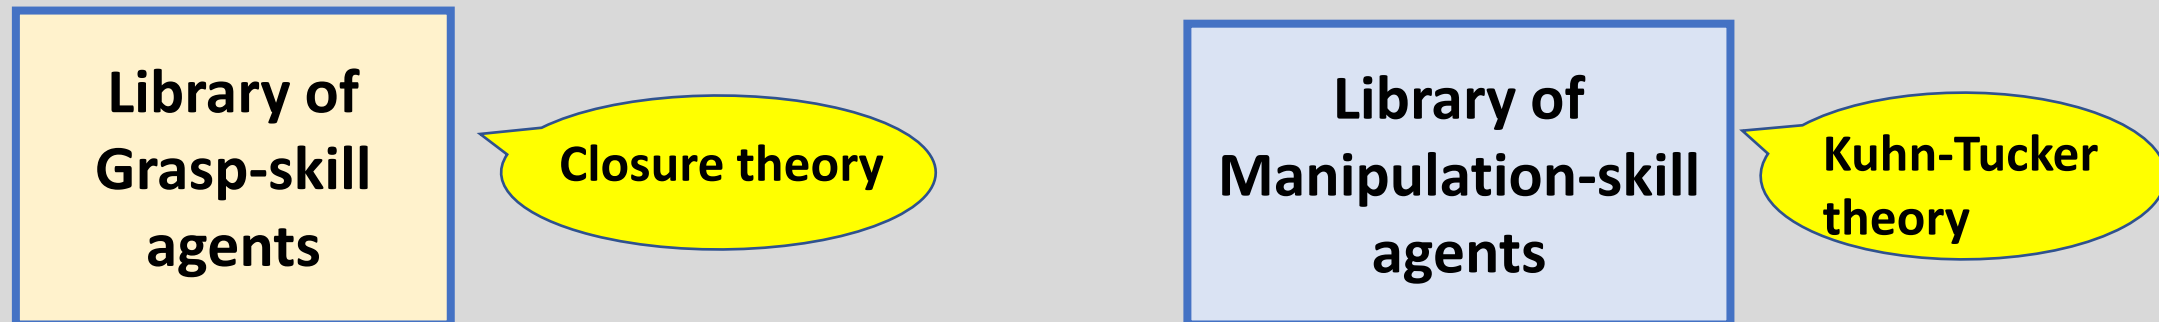 Library of
Grasp-skill
agents
Closure theory
Library of
Manipulation-skill
agents
Kuhn-Tucker
theory